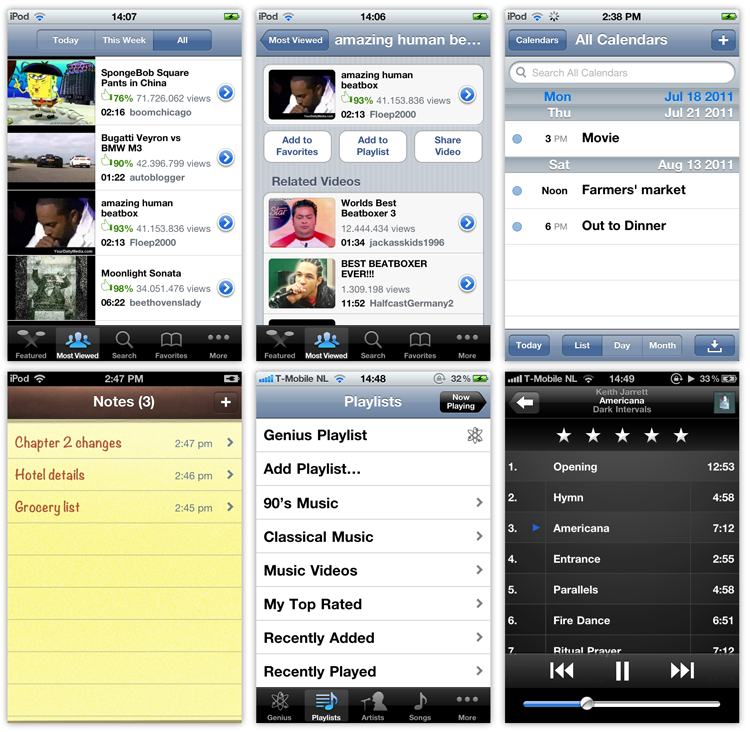 iPod 14:07
Today This Week All
SpongeBob Square
Pants in China
76% 71.726.062 views
02:16 boomchicago
Bugatti Veyron vs
BMW M3
90% 42.396.799 views
01:22 autoblogger
amazing human
beatbox
93% 41.153.836 views
02:13 Floep2000
YourDailyMedia.com
Moonlight Sonata
98% 34.051.476 views
06:22 beethovenslady
Featured Most Viewed Search Favorites More
iPod 14:06
Most Viewed amazing human be...
amazing human
beatbox
93% 41.153.836 views
02:13 Floep2000
YourDailyMedia.com
Add to
Favorites
Add to
Playlist
Share
Video
Related Videos
Star
Worlds Best
Beatboxer 3
12.444.434 views
01:34 jackasskids1996
BEST BEATBOXER
EVER!!!
1.309.198 views
11:52 HalfcastGermany2
Featured Most Viewed Search Favorites More
iPod 2:38 PM
Calendars All Calendars +
Search All Calendars
Mon Jul 18 2011
Thu Jul 21 2011
3 PM Movie
Sat Aug 13 2011
Noon Farmers' market
6 PM Out to Dinner
Today List Day Month
iPod 2:47 PM
Notes (3) +
Chapter 2 changes 2:47 pm
Hotel details 2:46 pm
Grocery list 2:45 pm
T-Mobile NL 14:48 32%
Playlists Now
Playing
Genius Playlist
Add Playlist...
90's Music
Classical Music
Music Videos
My Top Rated
Recently Added
Recently Played
Genius Playlists Artists Songs More
T-Mobile NL 14:49 33%
Keith Jarrett
Americana
Dark Intervals
1. Opening 12:53
2. Hymn 4:58
3. Americana 7:12
4. Entrance 2:55
5. Parallels 4:58
6. Fire Dance 6:51
7. Ritual Prayer 7:12